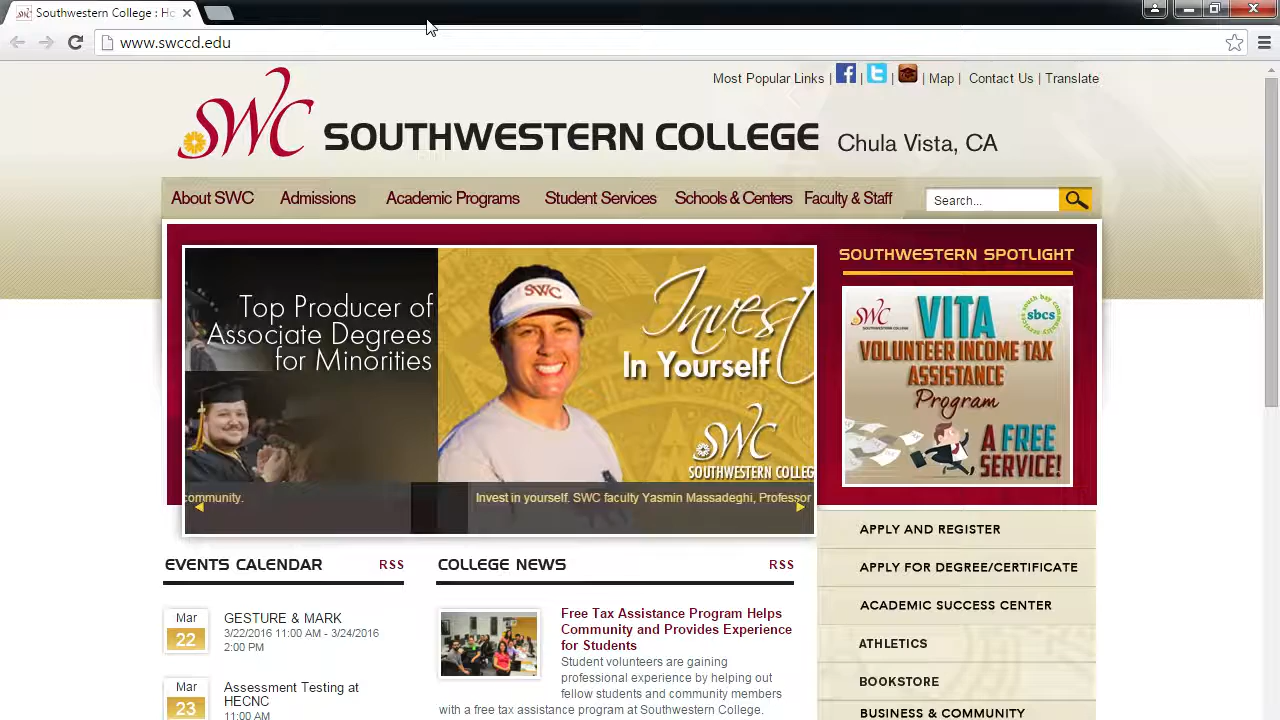 Southwestern College : Ho
www.swccd.edu
Most Popular Links | | | | Map | Contact Us | Translate
SWC SOUTHWESTERN COLLEGE Chula Vista, CA
About SWC Admissions Academic Programs Student Services Schools & Centers Faculty & Staff Search...
Top Producer of
Associate Degrees
for Minorities
SWC
Invest
In Yourself
SWC
SOUTHWESTERN COLLEG
community.
Invest in yourself. SWC faculty Yasmin Massadeghi, Professor
SOUTHWESTERN SPOTLIGHT
SWC
SOUTHWESTERN COLLEGE
VITA
south bay
sbcs
VOLUNTEER INCOME TAX
ASSISTANCE
Program
A FREE
SERVICE!
EVENTS CALENDAR RSS
Mar
22
GESTURE & MARK
3/22/2016 11:00 AM - 3/24/2016
2:00 PM
Mar
23
Assessment Testing at
HECNC
11:00 AM
COLLEGE NEWS RSS
Free Tax Assistance Program Helps
Community and Provides Experience
for Students
Student volunteers are gaining
professional experience by helping out
fellow students and community members
with a free tax assistance program at Southwestern College.
APPLY AND REGISTER
APPLY FOR DEGREE/CERTIFICATE
ACADEMIC SUCCESS CENTER
ATHLETICS
BOOKSTORE
BUSINESS & COMMUNITY